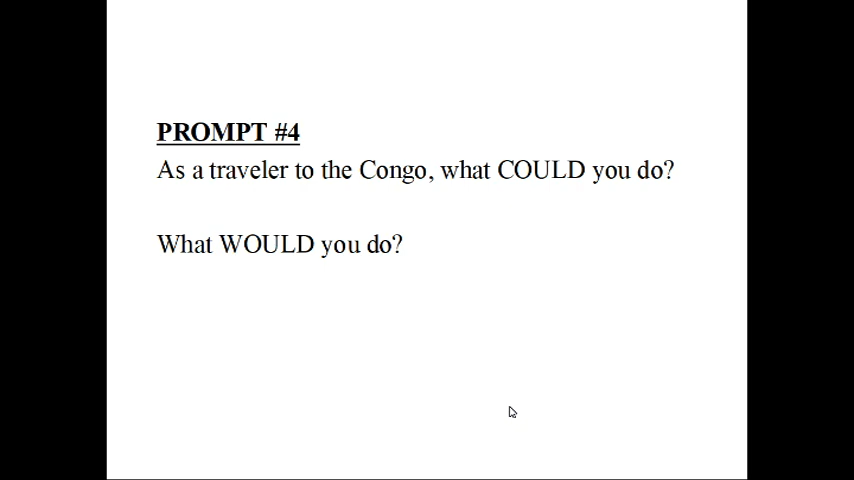 PROMPT #4
As a traveler to the Congo, what COULD you do?
What WOULD you do?